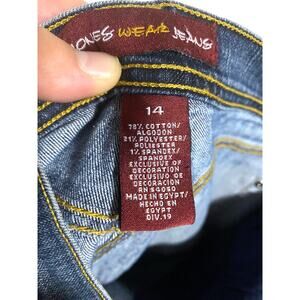 JONES WEAR JEANS
14
78% COTTON/
ALGODON
21% POLYESTER/
POLIESTER
1% SPANDEX/
SPANDEX
EXCLUSIVE OF
DECORATION
EXCLUSIVO DE
DECORACION
RN 54050
MADE IN EGYPT/
HECHO EN
EGYPT
DIV.19